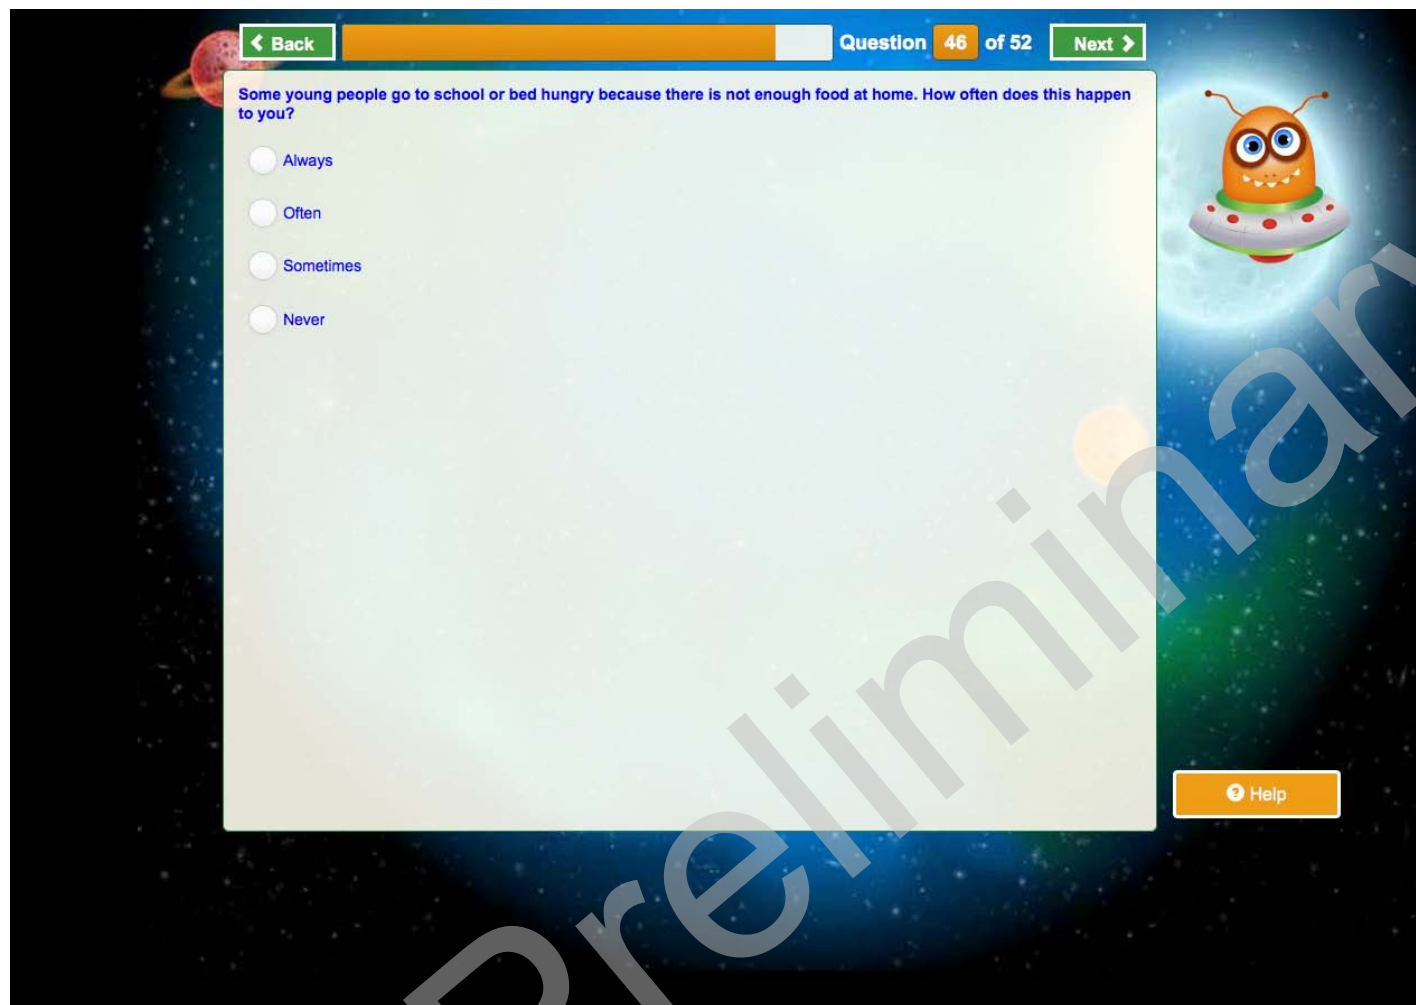 Back
Question 46 of 52
Next
Some young people go to school or bed hungry because there is not enough food at home. How often does this happen
to you?
Always
Often
Sometimes
Never
? Help
Preliminary